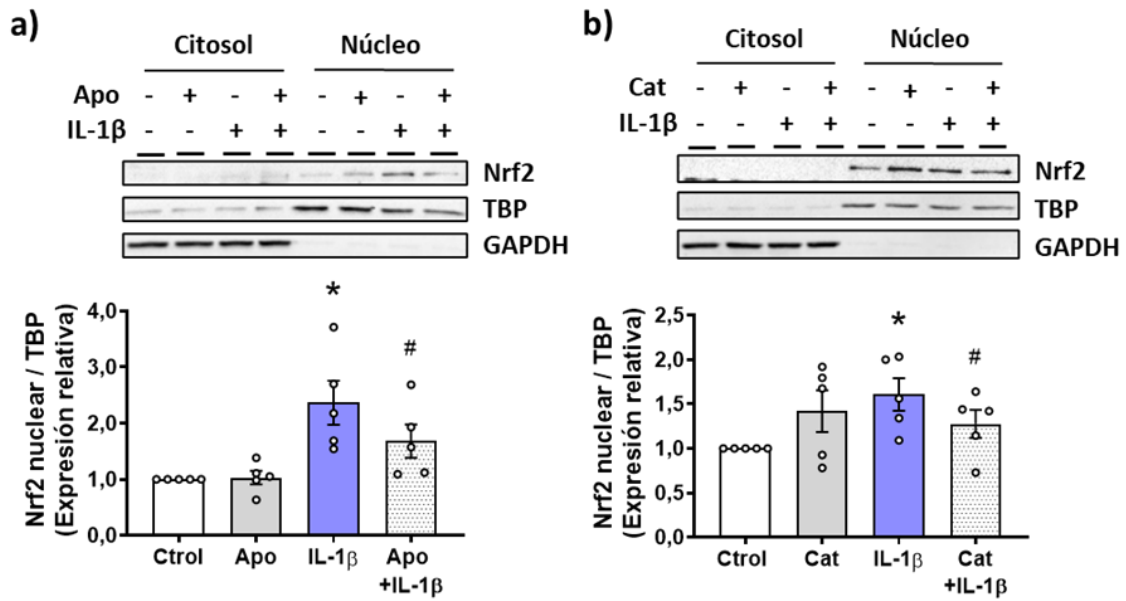 a)
Citosol Núcleo
Apo - + - + - + - +
IL-1β - - + + - - + +
Nrf2
TBP
GAPDH
Nrf2 nuclear / TBP
(Expresión relativa)
4,0
3,0
2,0
1,0
0,0
*
#
Ctrol Apo IL-1β Apo
+IL-1β
b)
Citosol Núcleo
Cat - + - + - + - +
IL-1β - - + + - - + +
Nrf2
TBP
GAPDH
Nrf2 nuclear / TBP
(Expresión relativa)
2,5
2,0
1,5
1,0
0,5
0,0
*
#
Ctrol Cat IL-1β Cat
+IL-1β